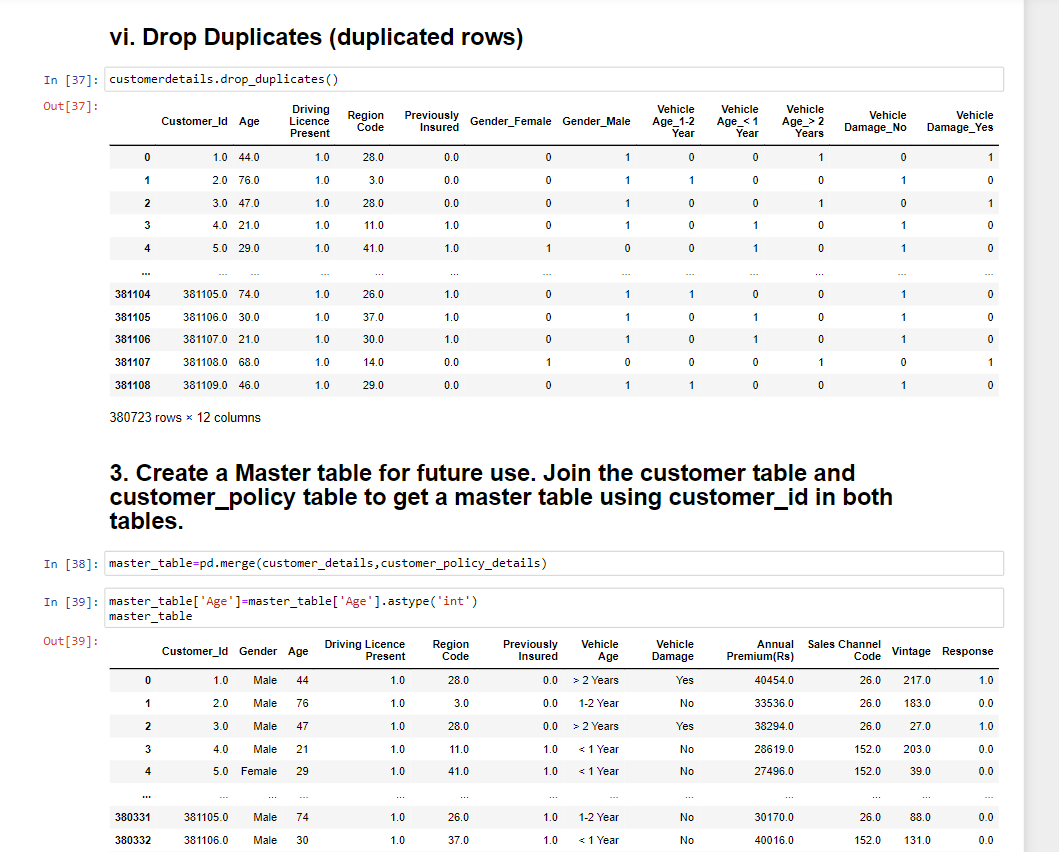 vi. Drop Duplicates (duplicated rows)
In [37]: customerdetails.drop_duplicates()
Out[37]:
Customer_Id Age Driving Licence Present Region Code Previously Insured Gender_Female Gender_Male Vehicle Age_1-2 Year Vehicle Age_< 1 Year Vehicle Age_> 2 Years Vehicle Damage_No Vehicle Damage_Yes
0 1.0 44.0 1.0 28.0 0.0 0 1 0 0 1 0 1
1 2.0 76.0 1.0 3.0 0.0 0 1 1 0 0 1 0
2 3.0 47.0 1.0 28.0 0.0 0 1 0 0 1 0 1
3 4.0 21.0 1.0 11.0 1.0 0 1 0 1 0 1 0
4 5.0 29.0 1.0 41.0 1.0 1 0 0 1 0 1 0
... ... ... ... ... ... ... ... ... ... ... ... ...
381104 381105.0 74.0 1.0 26.0 1.0 0 1 1 0 0 1 0
381105 381106.0 30.0 1.0 37.0 1.0 0 1 0 1 0 1 0
381106 381107.0 21.0 1.0 30.0 1.0 0 1 0 1 0 1 0
381107 381108.0 68.0 1.0 14.0 0.0 1 0 0 0 1 0 1
381108 381109.0 46.0 1.0 29.0 0.0 0 1 1 0 0 1 0
380723 rows × 12 columns
3. Create a Master table for future use. Join the customer table and
customer_policy table to get a master table using customer_id in both
tables.
In [38]: master_table=pd.merge(customer_details,customer_policy_details)
In [39]: master_table['Age']=master_table['Age'].astype('int')
master_table
Out[39]:
Customer_Id Gender Age Driving Licence Present Region Code Previously Insured Vehicle Age Vehicle Damage Annual Premium(Rs) Sales Channel Code Vintage Response
0 1.0 Male 44 1.0 28.0 0.0 > 2 Years Yes 40454.0 26.0 217.0 1.0
1 2.0 Male 76 1.0 3.0 0.0 1-2 Year No 33536.0 26.0 183.0 0.0
2 3.0 Male 47 1.0 28.0 0.0 > 2 Years Yes 38294.0 26.0 27.0 1.0
3 4.0 Male 21 1.0 11.0 1.0 < 1 Year No 28619.0 152.0 203.0 0.0
4 5.0 Female 29 1.0 41.0 1.0 < 1 Year No 27496.0 152.0 39.0 0.0
... ... ... ... ... ... ... ... ... ... ... ... ...
380331 381105.0 Male 74 1.0 26.0 1.0 1-2 Year No 30170.0 26.0 88.0 0.0
380332 381106.0 Male 30 1.0 37.0 1.0 < 1 Year No 40016.0 152.0 131.0 0.0